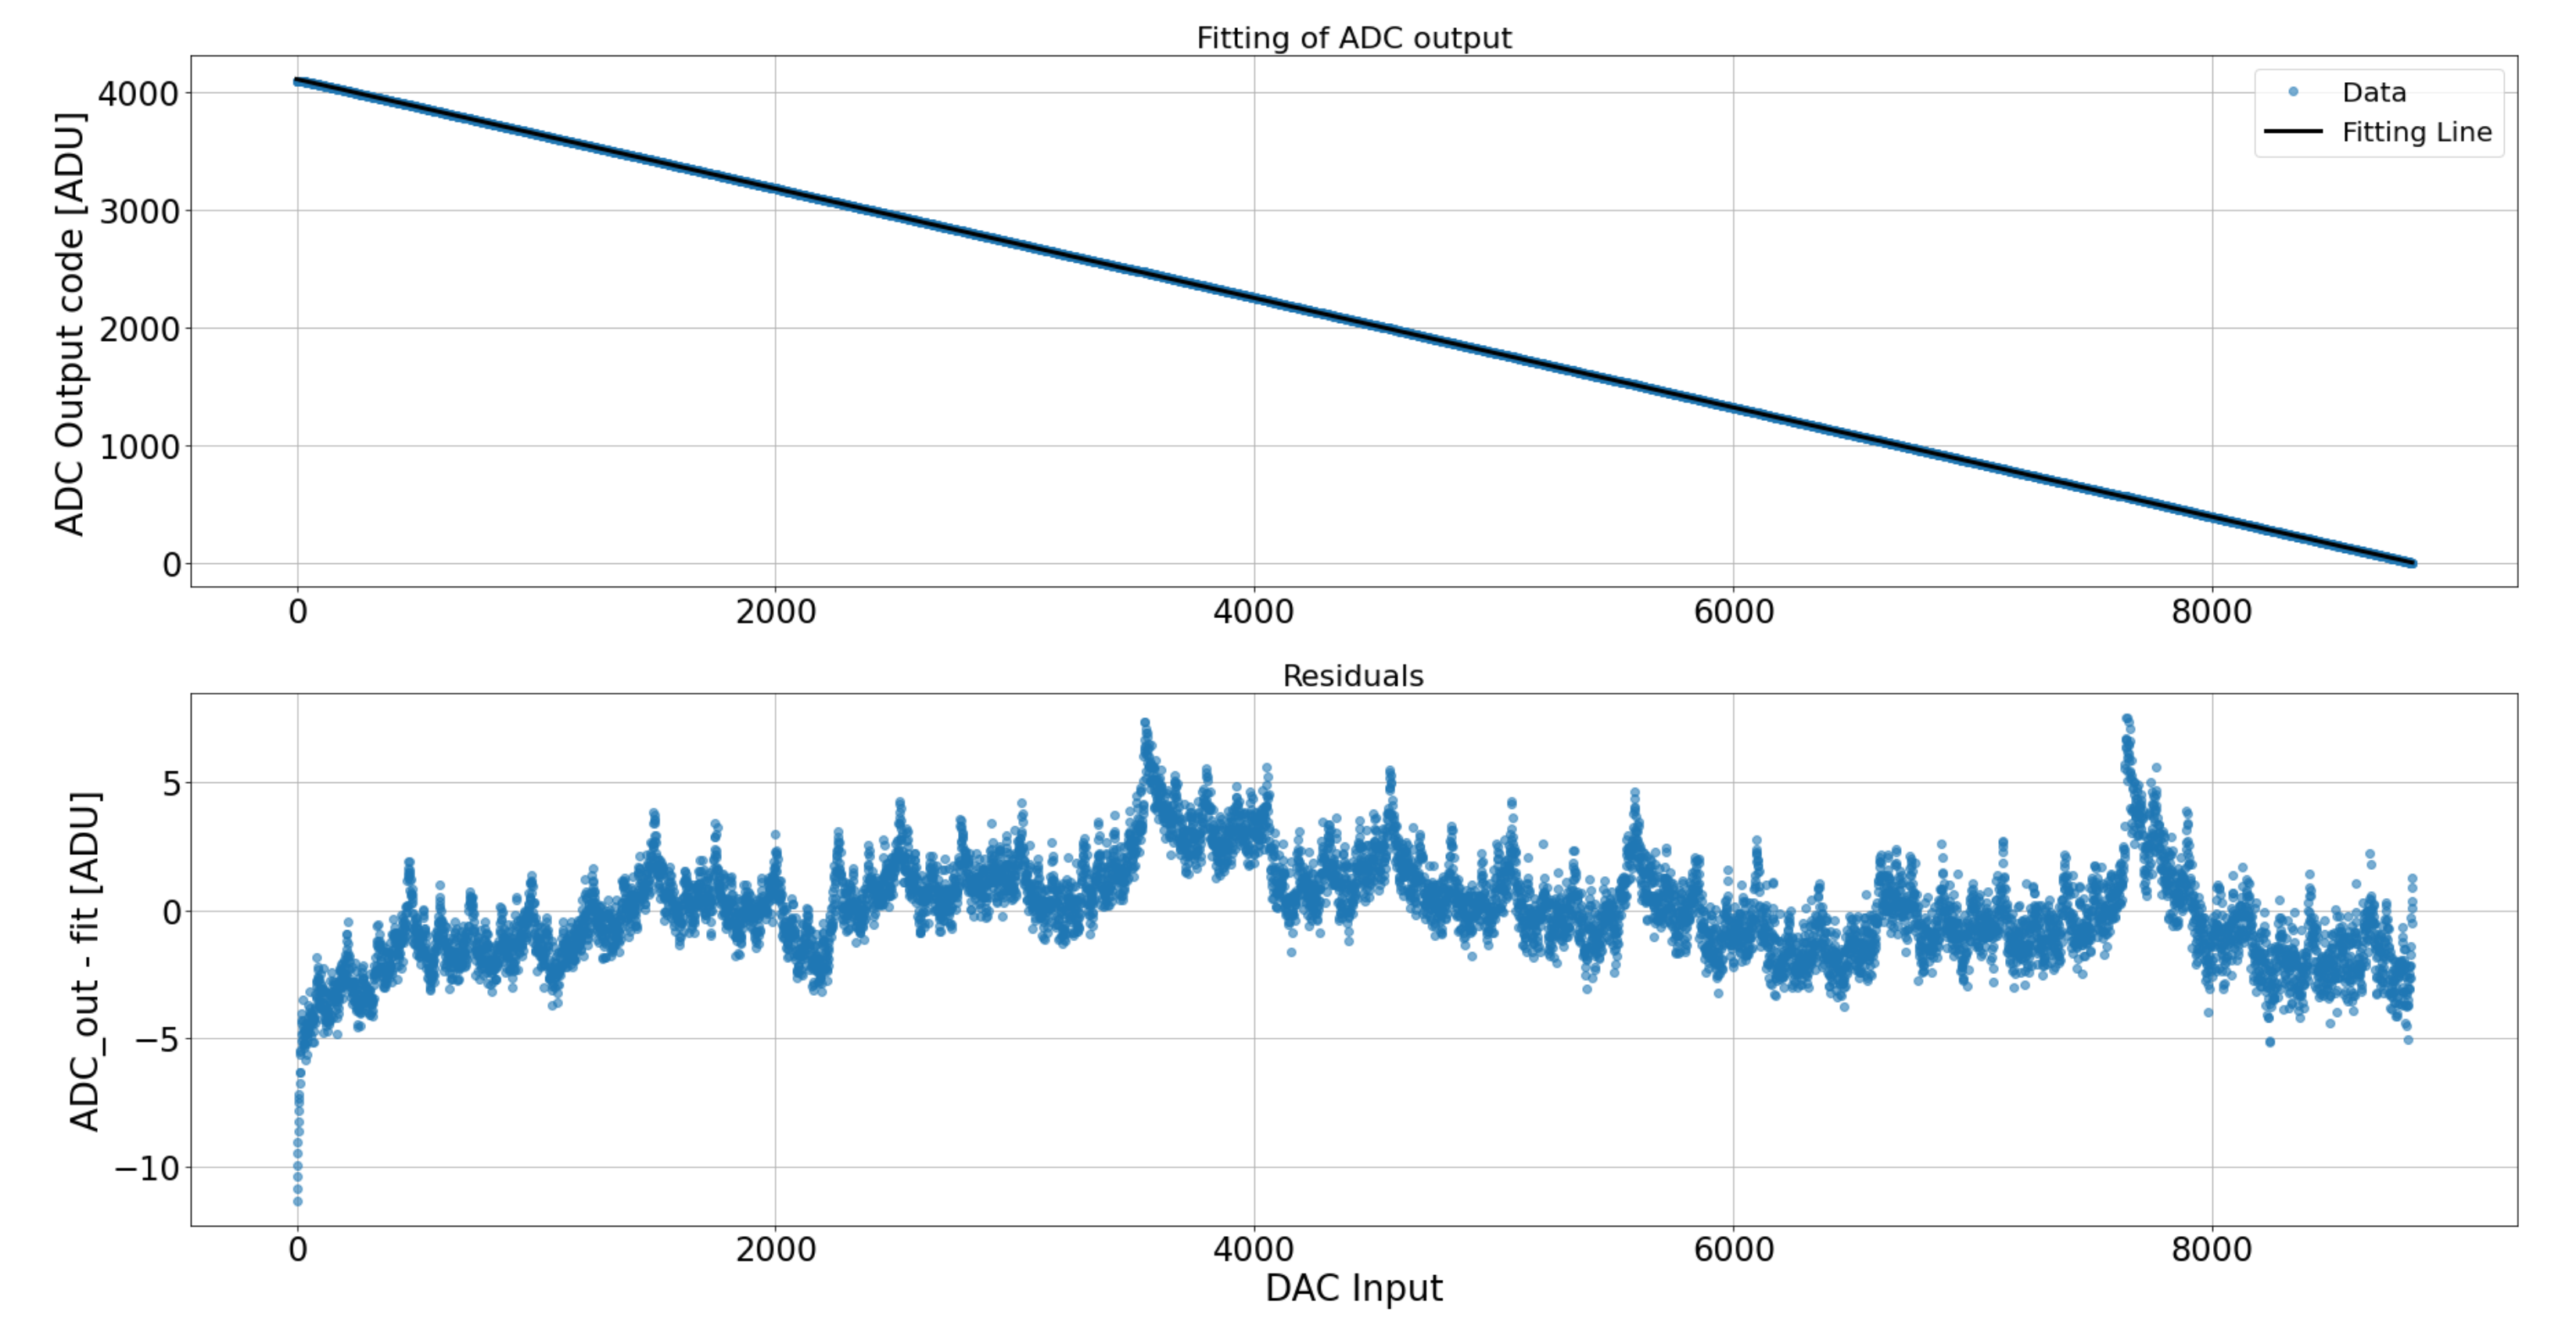 Fitting of ADC output
ADC Output code [ADU]
4000
3000
2000
1000
0
Data
Fitting Line
0 2000 4000 6000 8000
Residuals
ADC_out - fit [ADU]
5
0
−5
−10
0 2000 4000 6000 8000
DAC Input